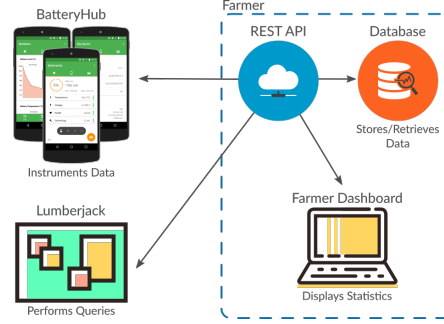 Farmer
BatteryHub
REST API
Database
Stores/Retrieves
Data
Instruments Data
Lumberjack
Farmer Dashboard
Performs Queries
Displays Statistics